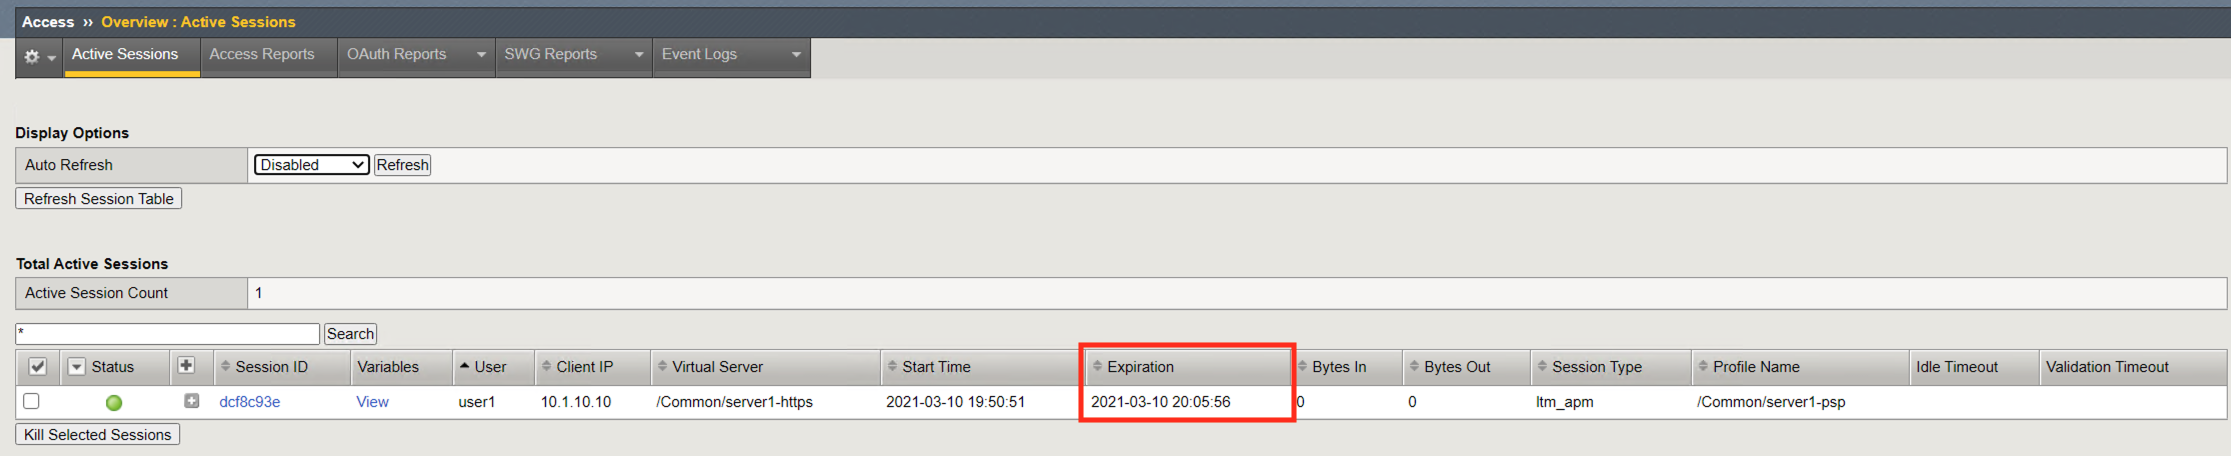 Access ›› Overview : Active Sessions
Active Sessions Access Reports OAuth Reports SWG Reports Event Logs
Display Options
Auto Refresh Disabled Refresh
Refresh Session Table
Total Active Sessions
Active Session Count 1
* Search
Status Session ID Variables User Client IP Virtual Server Start Time Expiration Bytes In Bytes Out Session Type Profile Name Idle Timeout Validation Timeout
dcf8c93e View user1 10.1.10.10 /Common/server1-https 2021-03-10 19:50:51 2021-03-10 20:05:56 0 0 ltm_apm /Common/server1-psp
Kill Selected Sessions